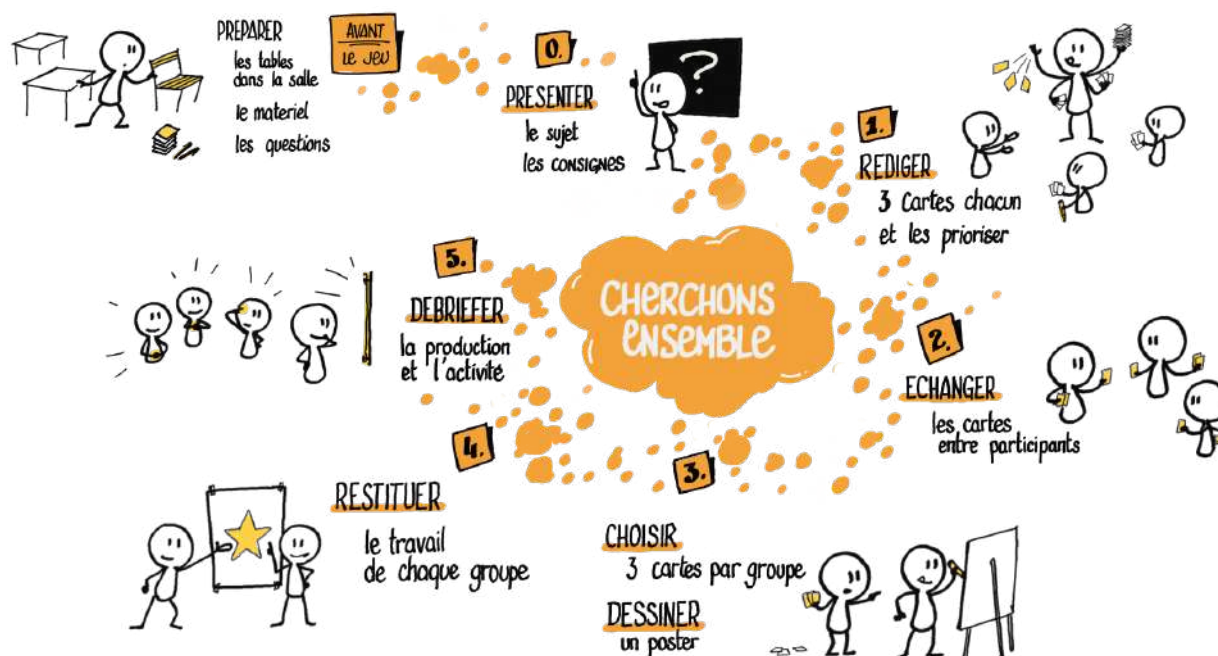 AVANT
LE JEU
PREPARER
les tables
dans la salle
le materiel
les questions
0.
PRESENTER
le sujet
les CONSIGNES
?
1.
REDIGER
3 cartes chacun
et les prioriser
2.
ECHANGER
les cartes
entre participants
3.
CHOISIR
3 cartes par groupe
DESSINER
un poster
4.
RESTITUER
le travail
de chaque groupe
5.
DEBRIEFER
la production
et l'activité
CHERCHONS
ENSEMBLE